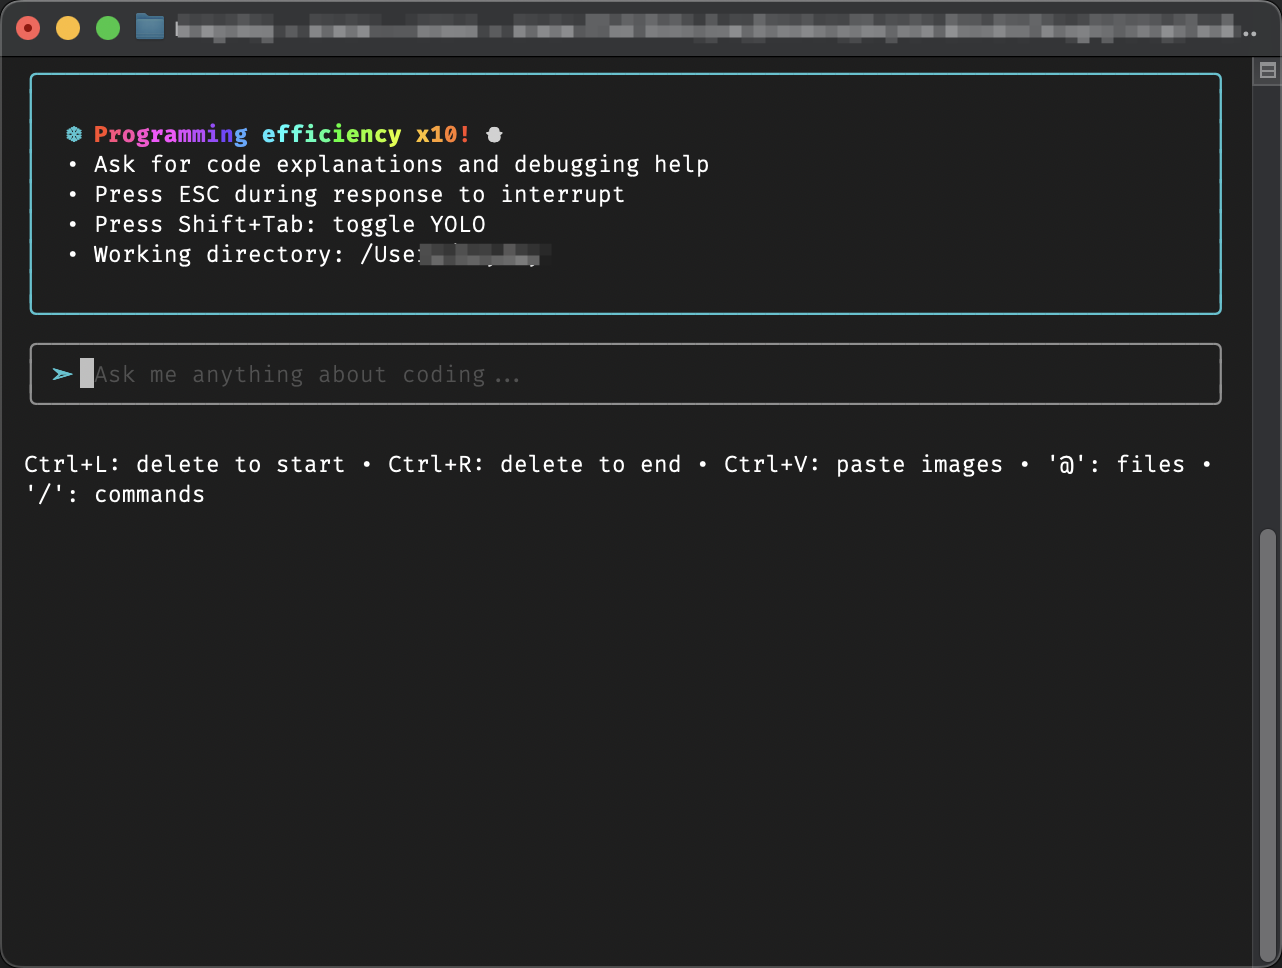 ❆ Programming efficiency x10! ⛇
• Ask for code explanations and debugging help
• Press ESC during response to interrupt
• Press Shift+Tab: toggle YOLO
• Working directory: /Use
➣ Ask me anything about coding...
Ctrl+L: delete to start • Ctrl+R: delete to end • Ctrl+V: paste images • '@': files •
'/': commands